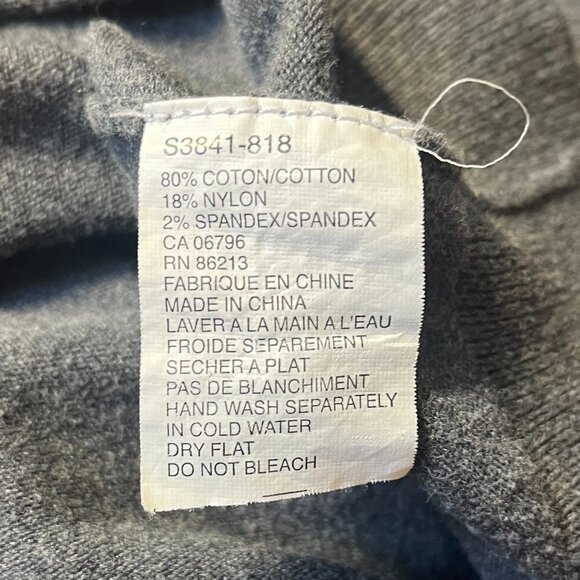 S3841-818
80% COTON/COTTON
18% NYLON
2% SPANDEX/SPANDEX
CA 06796
RN 86213
FABRIQUE EN CHINE
MADE IN CHINA
LAVER A LA MAIN A L'EAU
FROIDE SEPAREMENT
SECHER A PLAT
PAS DE BLANCHIMENT
HAND WASH SEPARATELY
IN COLD WATER
DRY FLAT
DO NOT BLEACH